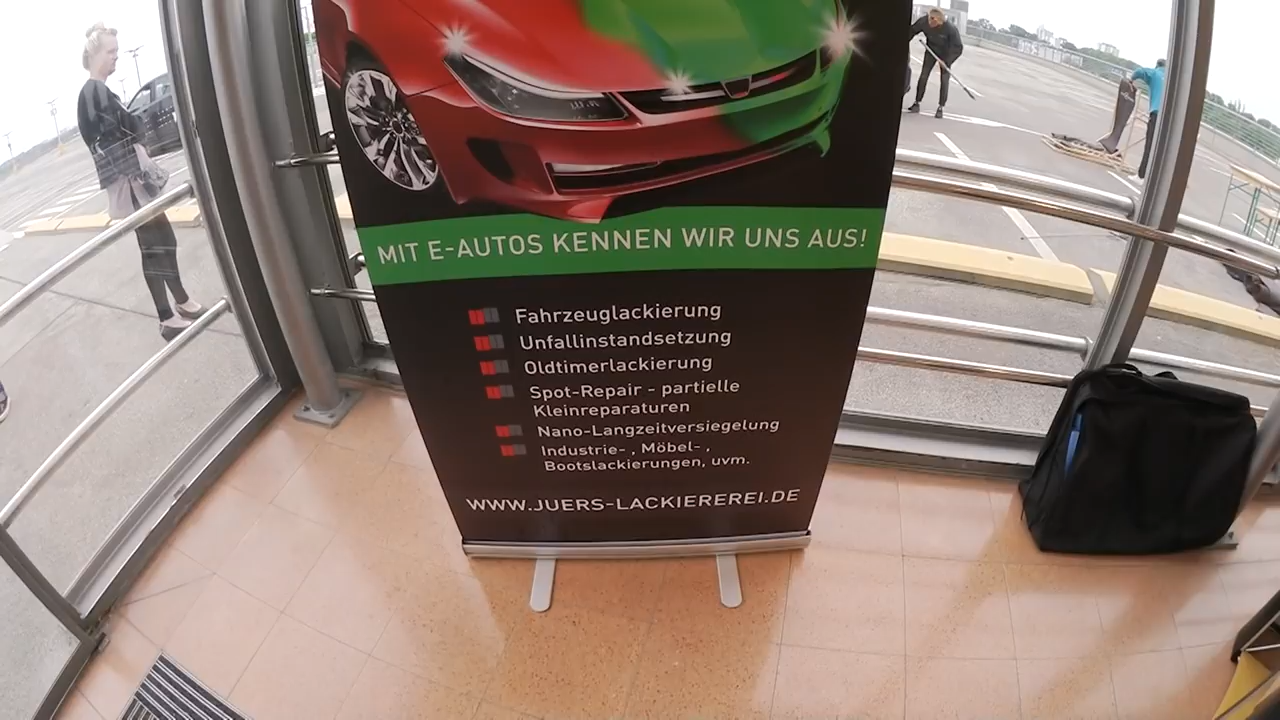 MIT E-AUTOS KENNEN WIR UNS AUS!
Fahrzeuglackierung
Unfallinstandsetzung
Oldtimerlackierung
Spot-Repair - partielle
Kleinreparaturen
Nano-Langzeitversiegelung
Industrie- , Möbel- ,
Bootslackierungen, uvm.
WWW.JUERS-LACKIEREREI.DE